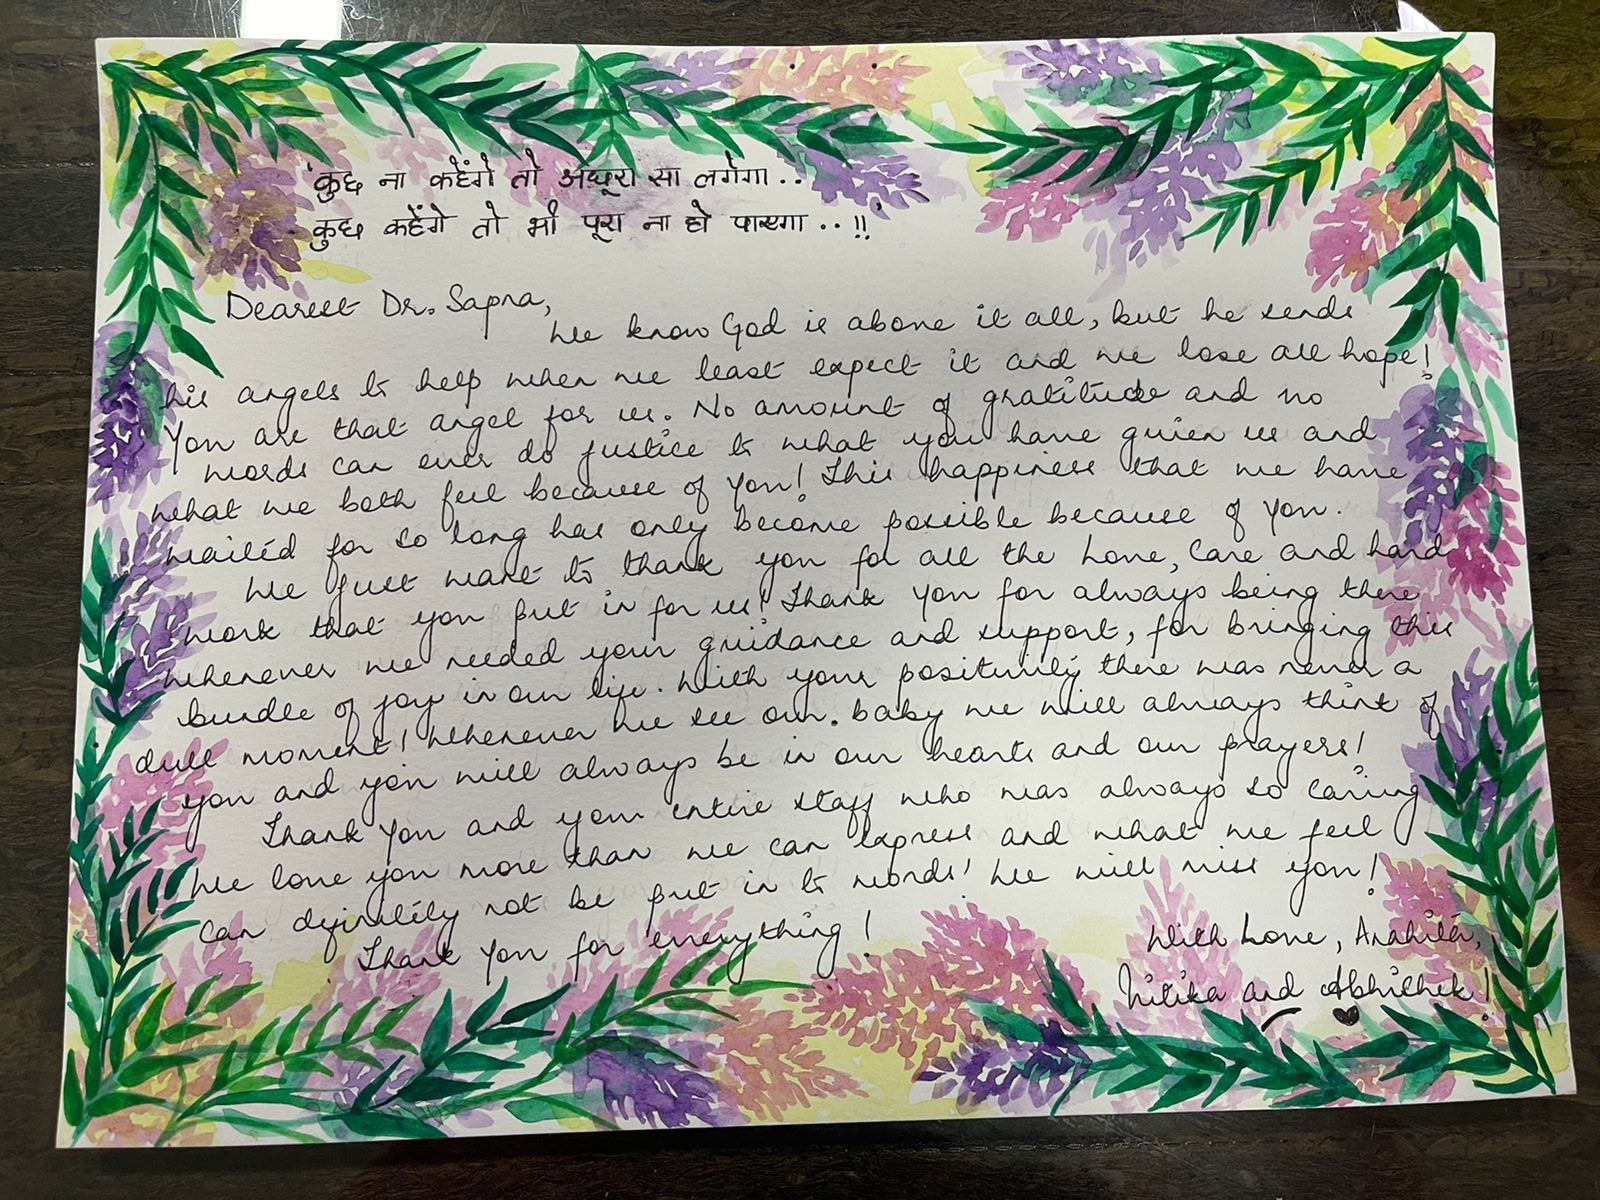 'कुछ ना कहेंगे तो अधूरा सा लगेगा..
कुछ कहेंगे तो भी पूरा ना हो पाएगा..!!'
Dearest Dr. Sapra,
We know God is above it all, but he sends
his angels to help when we least expect it and we lose all hope!
You are that angel for us. No amount of gratitude and no
words can ever do justice to what you have given us and
what we both feel because of you! This happiness that we have
waited for so long has only become possible because of you.
We just want to thank you for all the love, care and hard
work that you put in for us! Thank you for always being there
whenever we needed your guidance and support, for bringing this
bundle of joy in our life. With your positivity there was never a
dull moment! Whenever we see our baby we will always think of
you and you will always be in our hearts and our prayers!
Thank you and your entire staff who was always so caring
We love you more than we can express and what we feel
can definitely not be put in to words! We will miss you!
Thank you for everything!
With Love,
Nitika and Abhishek!